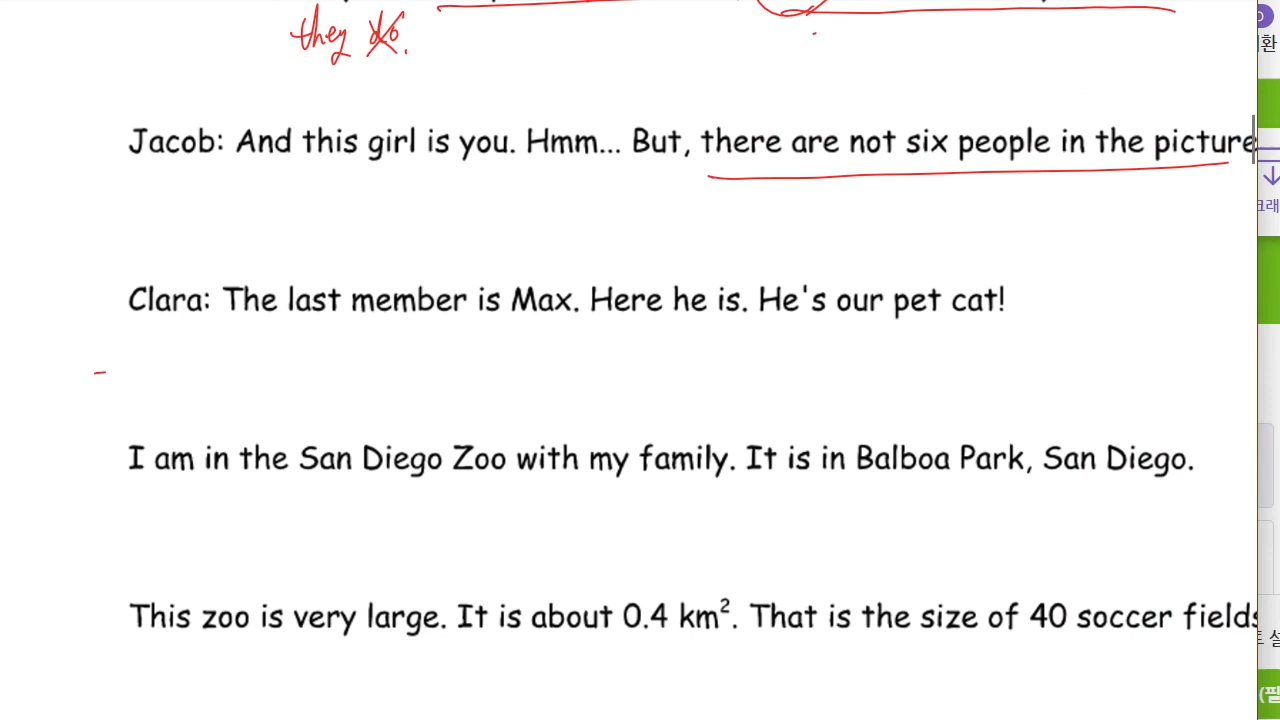 they do.
환
Jacob: And this girl is you. Hmm... But, there are not six people in the picture
크래
Clara: The last member is Max. Here he is. He's our pet cat!
I am in the San Diego Zoo with my family. It is in Balboa Park, San Diego.
This zoo is very large. It is about 0.4 km². That is the size of 40 soccer fields
트 설
(필